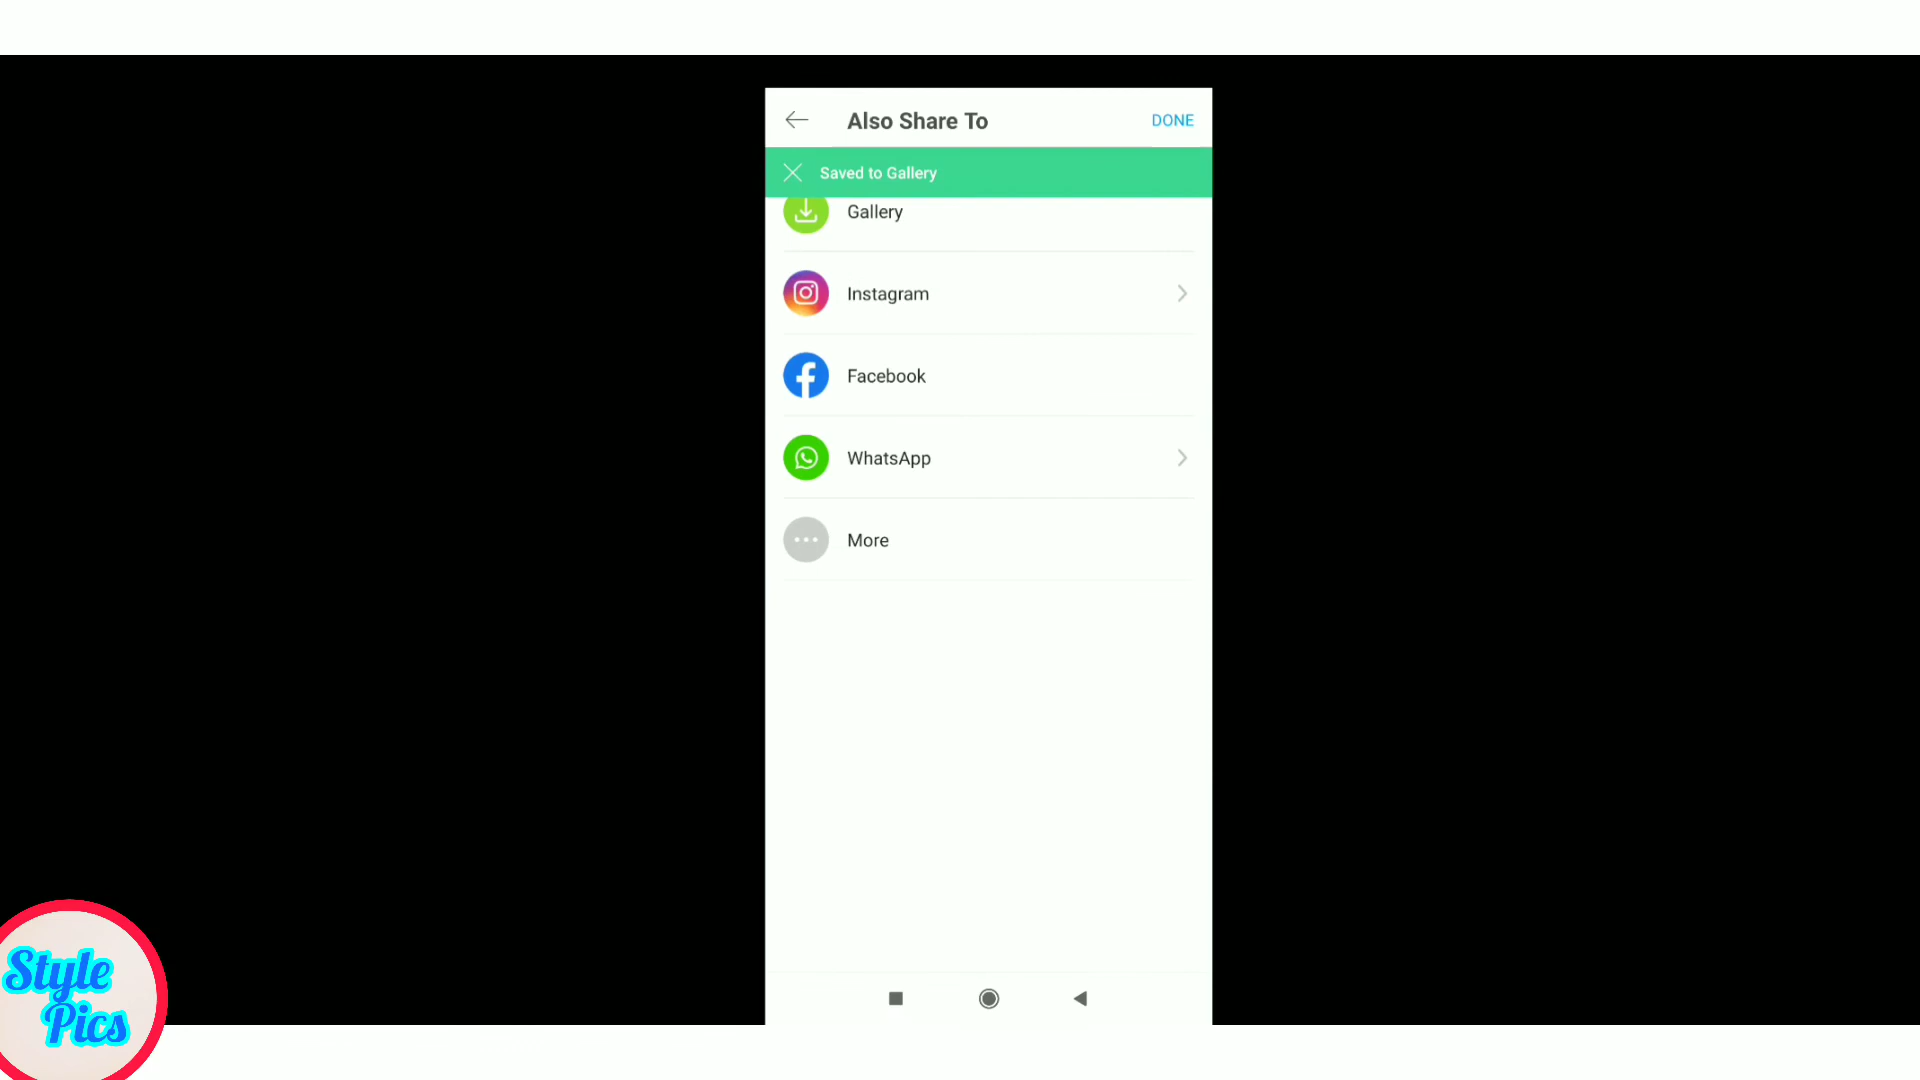 Also Share To
DONE
Saved to Gallery
Gallery
Instagram
Facebook
WhatsApp
More
Style
Pics